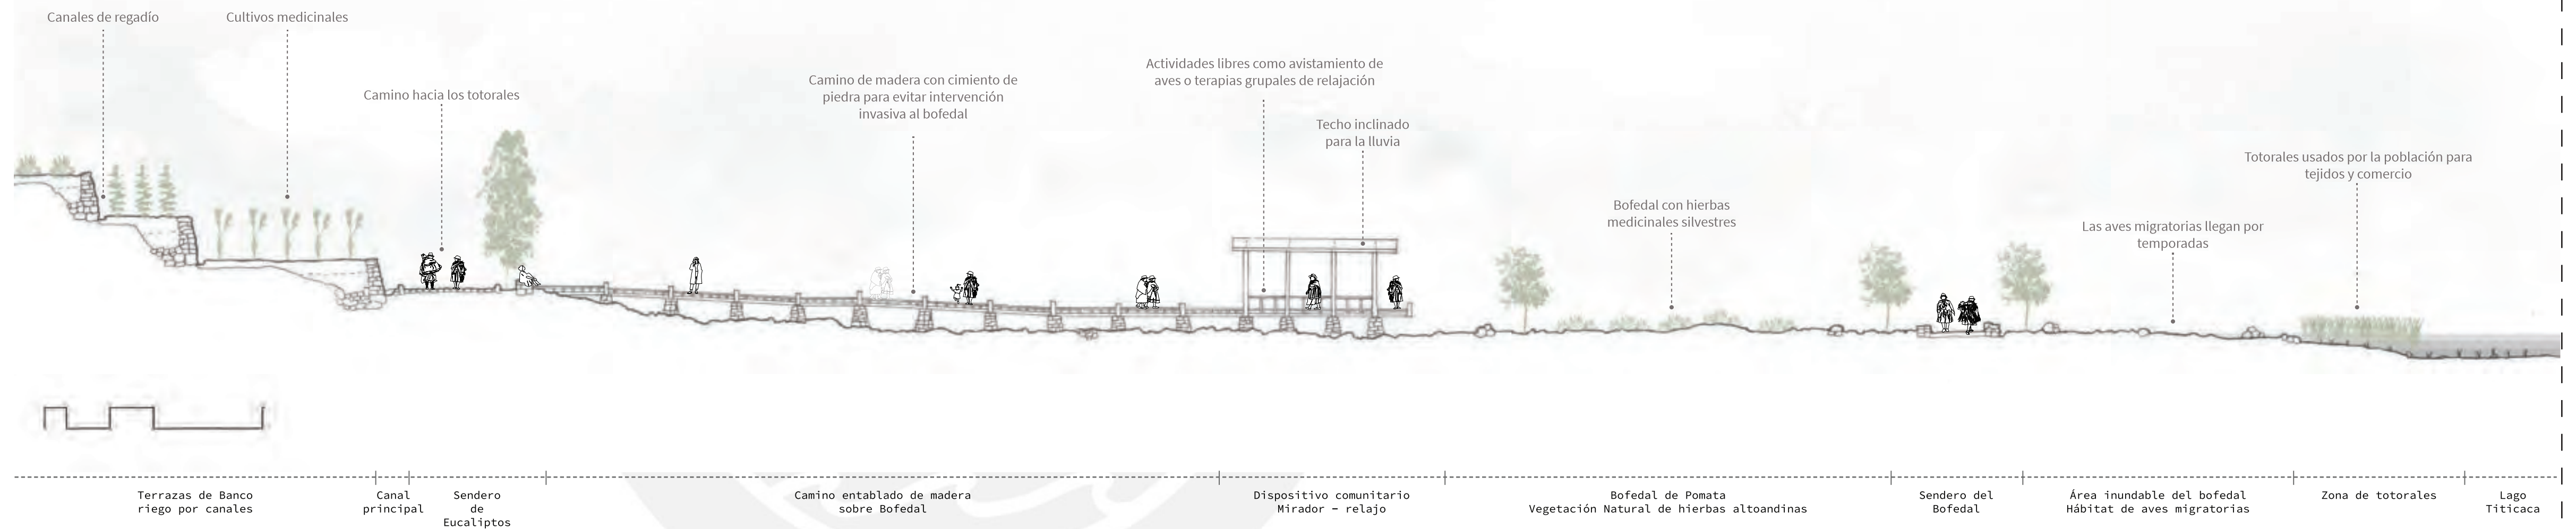 Canales de regadío
Cultivos medicinales
Camino hacia los totorales
Camino de madera con cimiento de
piedra para evitar intervención
invasiva al bofedal
Actividades libres como avistamiento de
aves o terapias grupales de relajación
Techo inclinado
para la lluvia
Bofedal con hierbas
medicinales silvestres
Las aves migratorias llegan por
temporadas
Totorales usados por la población para
tejidos y comercio
Terrazas de Banco
riego por canales
Canal
principal
Sendero
de
Eucaliptos
Camino entablado de madera
sobre Bofedal
Dispositivo comunitario
Mirador – relajo
Bofedal de Pomata
Vegetación Natural de hierbas altoandinas
Sendero del
Bofedal
Área inundable del bofedal
Hábitat de aves migratorias
Zona de totorales
Lago
Titicaca